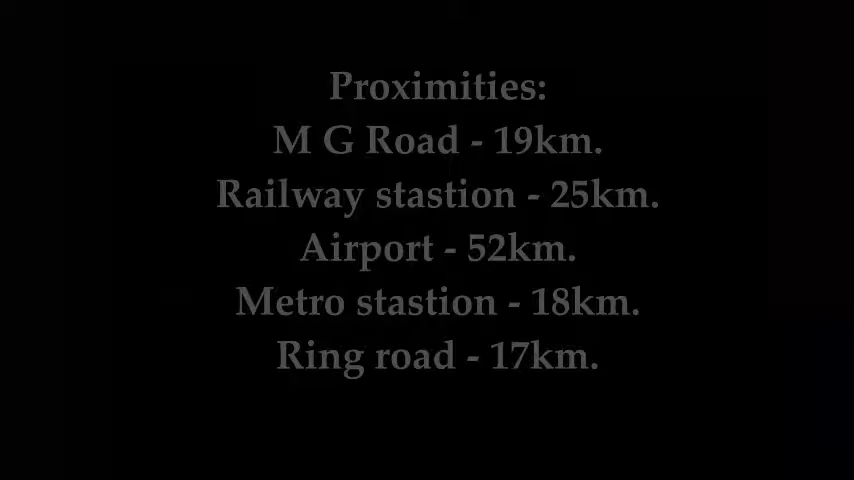 Proximities:
M G Road - 19km.
Railway stastion - 25km.
Airport - 52km.
Metro stastion - 18km.
Ring road - 17km.